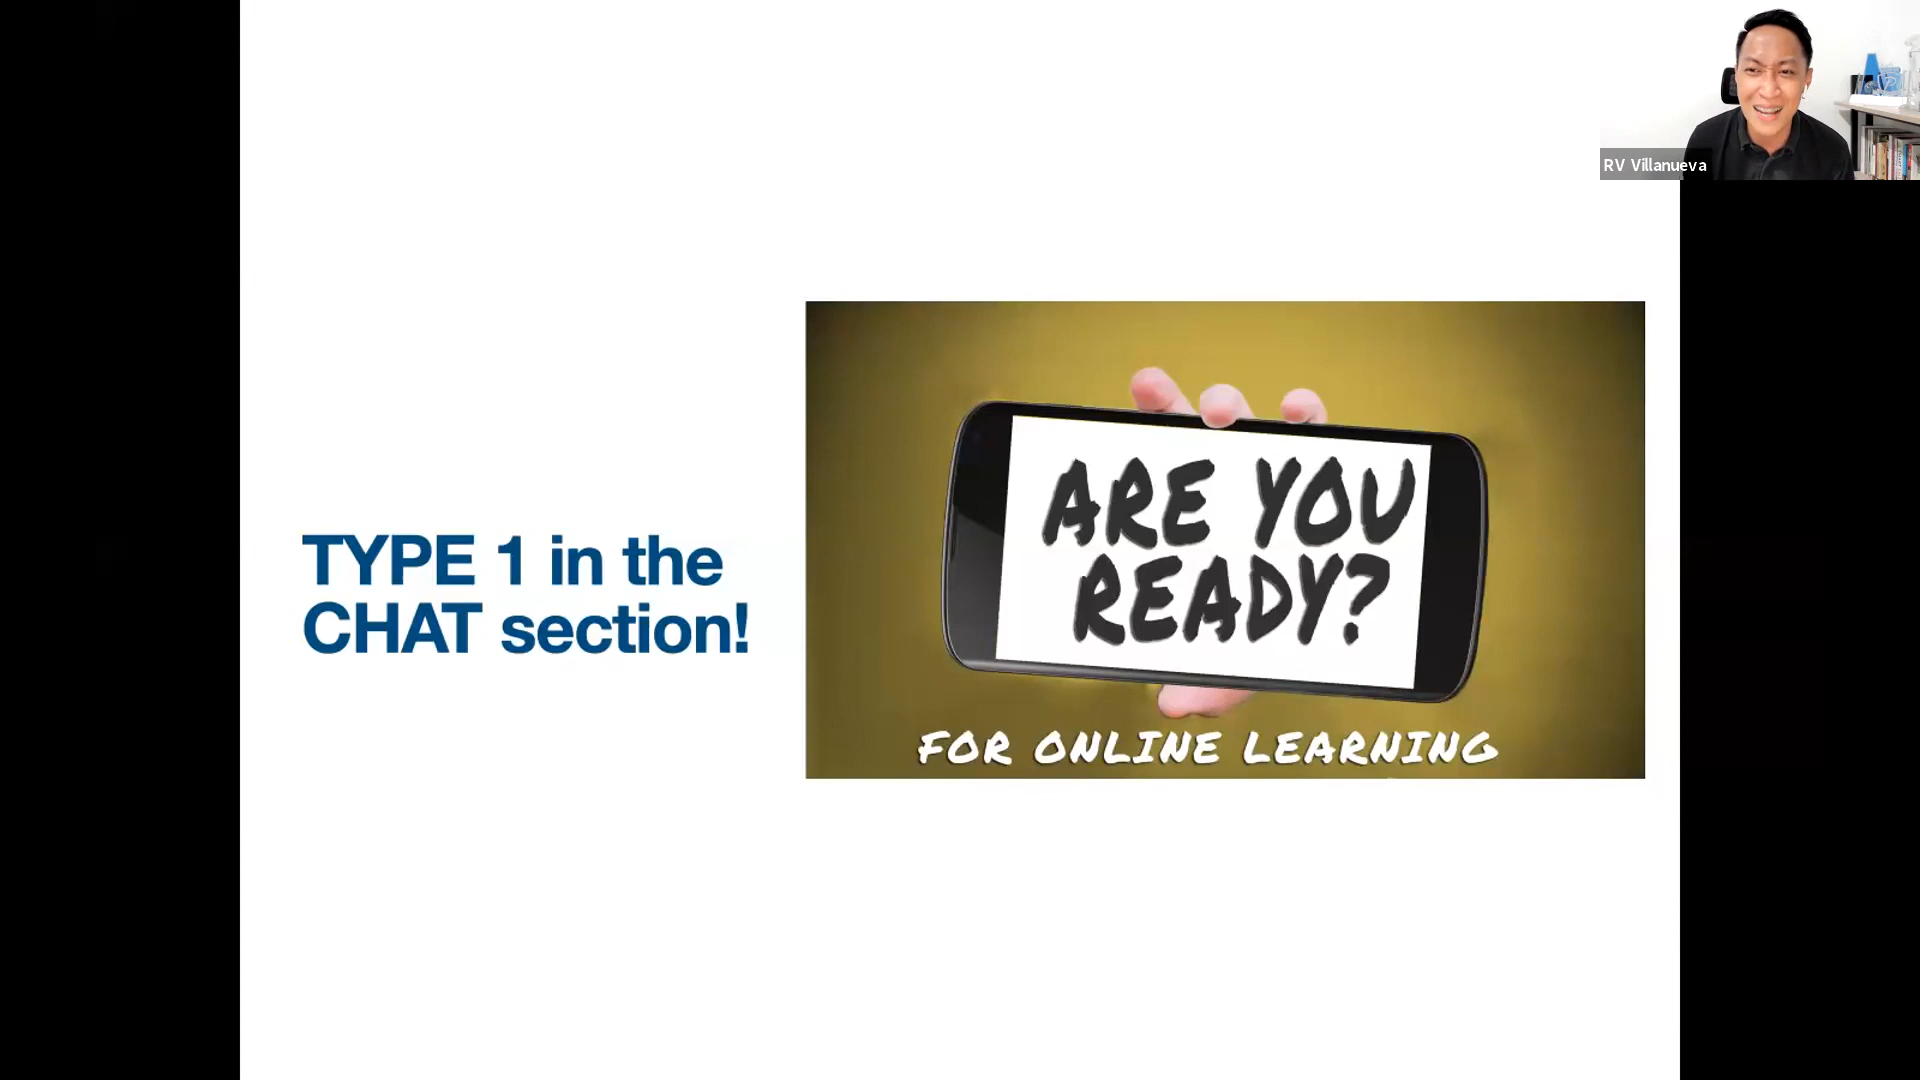 RV Villanueva
TYPE 1 in the
CHAT section!
ARE YOU
READY?
FOR ONLINE LEARNING